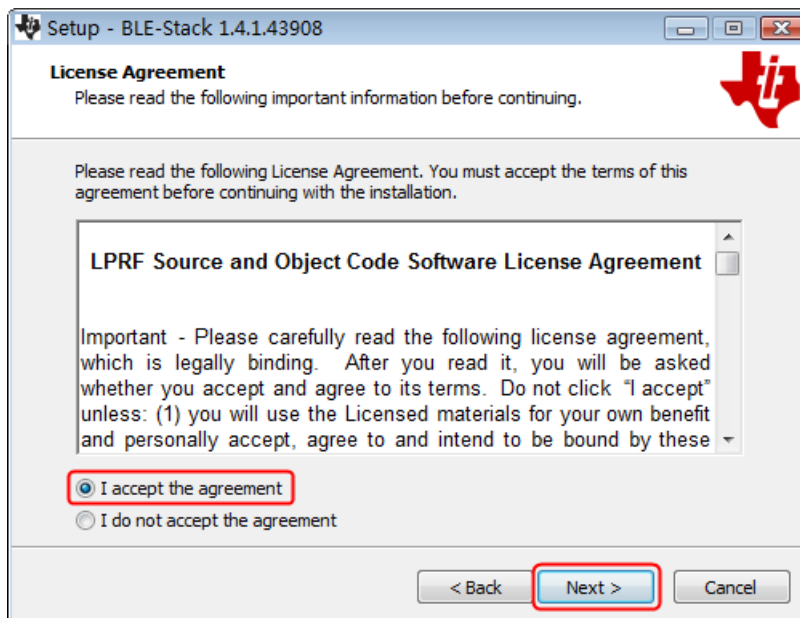 Setup - BLE-Stack 1.4.1.43908
License Agreement
Please read the following important information before continuing.
Please read the following License Agreement. You must accept the terms of this
agreement before continuing with the installation.
LPRF Source and Object Code Software License Agreement
Important - Please carefully read the following license agreement,
which is legally binding. After you read it, you will be asked
whether you accept and agree to its terms. Do not click “I accept”
unless: (1) you will use the Licensed materials for your own benefit
and personally accept, agree to and intend to be bound by these
I accept the agreement
I do not accept the agreement
< Back Next > Cancel